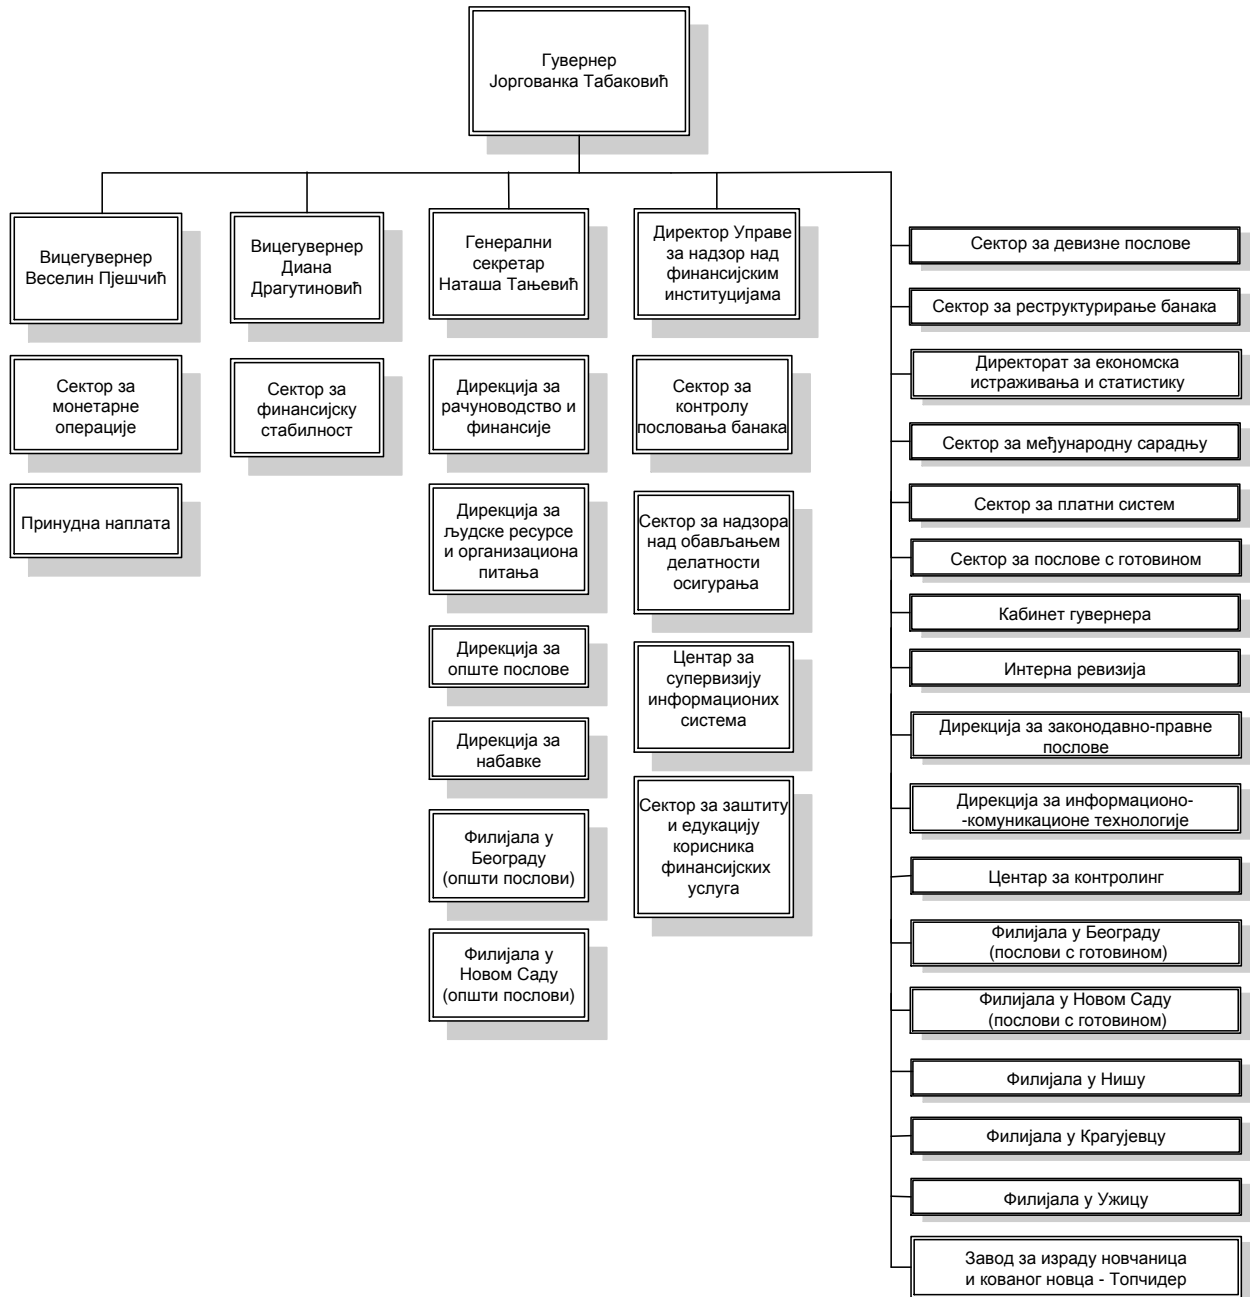 Гувернер
Јоргованка Табаковић
Вицегувернер
Веселин Пјешчић
Сектор за
монетарне
операције
Принудна наплата
Вицегувернер
Диана
Драгутиновић
Сектор за
финансијску
стабилност
Генерални
секретар
Наташа Тањевић
Дирекција за
рачуноводство и
финансије
Дирекција за
људске ресурсе
и организациона
питања
Дирекција за
опште послове
Дирекција за
набавке
Филијала у
Београду
(општи послови)
Филијала у
Новом Саду
(општи послови)
Директор Управе
за надзор над
финансијским
институцијама
Сектор за
контролу
пословања банака
Сектор за надзора
над обављањем
делатности
осигурања
Центар за
супервизију
информационих
система
Сектор за заштиту
и едукацију
корисника
финансијских
услуга
Сектор за девизне послове
Сектор за реструктурирање банака
Директорат за економска
истраживања и статистику
Сектор за међународну сарадњу
Сектор за платни систем
Сектор за послове с готовином
Кабинет гувернера
Интерна ревизија
Дирекција за законодавно-правне
послове
Дирекција за информационо-
-комуникационе технологије
Центар за контролинг
Филијала у Београду
(послови с готовином)
Филијала у Новом Саду
(послови с готовином)
Филијала у Нишу
Филијала у Крагујевцу
Филијала у Ужицу
Завод за израду новчаница
и кованог новца - Топчидер